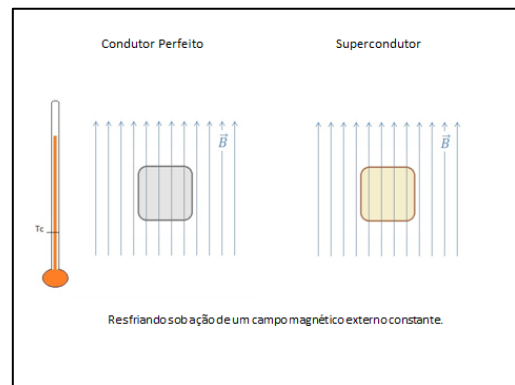 Condutor Perfeito
Supercondutor
B
B
Tc
Resfriando sob ação de um campo magnético externo constante.